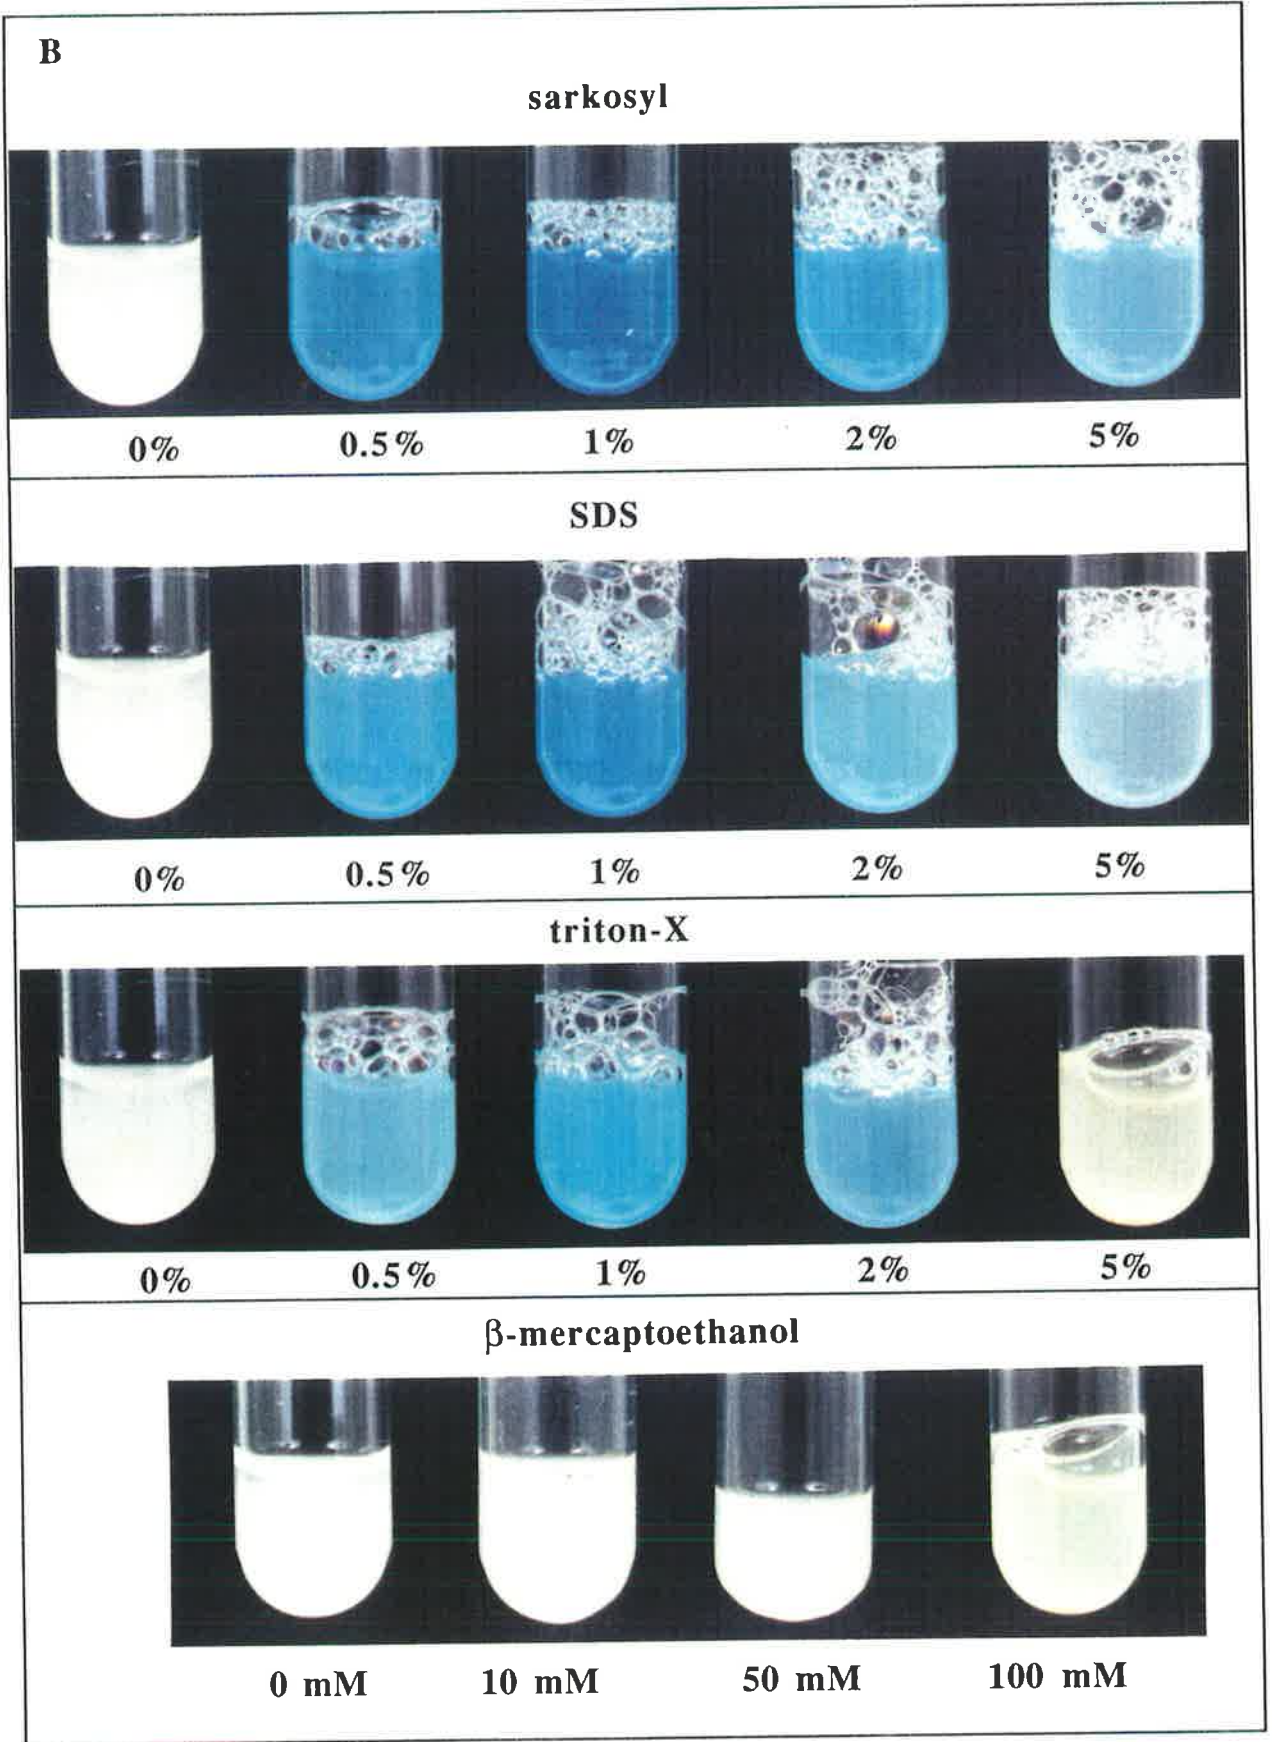 B
sarkosyl
0% 0.5% 1% 2% 5%
SDS
0% 0.5% 1% 2% 5%
triton-X
0% 0.5% 1% 2% 5%
β-mercaptoethanol
0 mM 10 mM 50 mM 100 mM